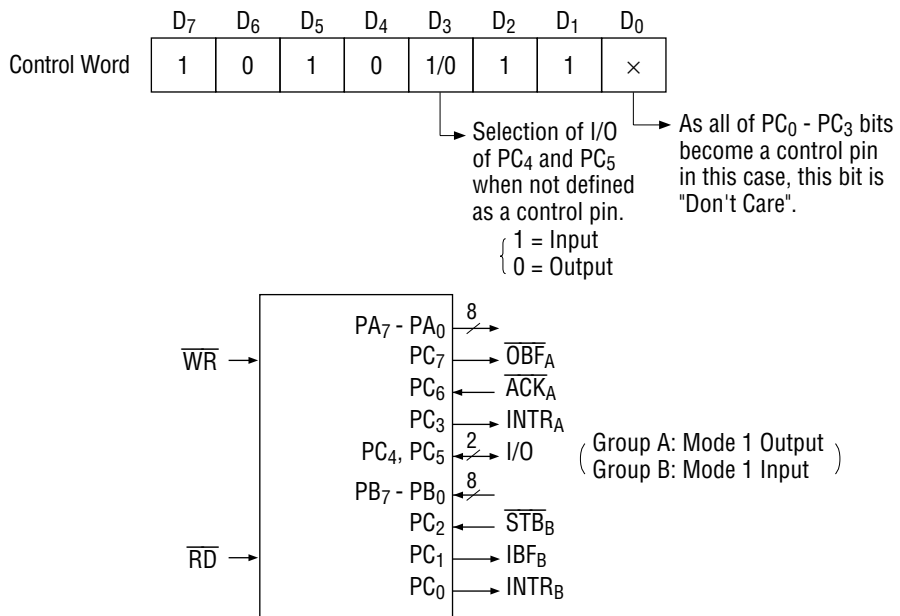 D7 D6 D5 D4 D3 D2 D1 D0
Control Word 1 0 1 0 1/0 1 1 ×
Selection of I/O
of PC4 and PC5
when not defined
as a control pin.
1 = Input
0 = Output
As all of PC0 - PC3 bits
become a control pin
in this case, this bit is
"Don't Care".
PA7 - PA0 8
WR PC7 OBFA
PC6 ACKA
PC3 INTRA
PC4, PC5 2 I/O
Group A: Mode 1 Output
Group B: Mode 1 Input
PB7 - PB0 8
PC2 STBB
RD PC1 IBFB
PC0 INTRB